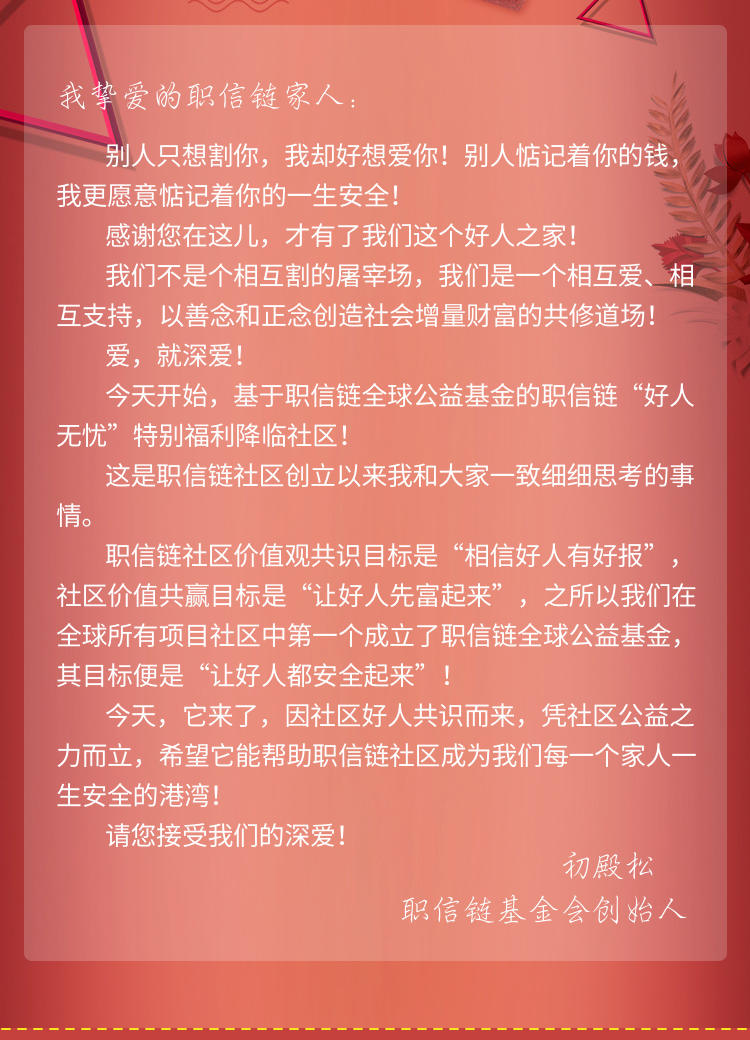 我挚爱的职信链家人：
别人只想割你，我却好想爱你！别人惦记着你的钱，
我更愿意惦记着你的一生安全！
感谢您在这儿，才有了我们这个好人之家！
我们不是个相互割的屠宰场，我们是一个相互爱、相
互支持，以善念和正念创造社会增量财富的共修道场！
爱，就深爱！
今天开始，基于职信链全球公益基金的职信链“好人
无忧”特别福利降临社区！
这是职信链社区创立以来我和大家一致细细思考的事
情。
职信链社区价值观共识目标是“相信好人有好报”，
社区价值共赢目标是“让好人先富起来”，之所以我们在
全球所有项目社区中第一个成立了职信链全球公益基金，
其目标便是“让好人都安全起来”！
今天，它来了，因社区好人共识而来，凭社区公益之
力而立，希望它能帮助职信链社区成为我们每一个家人一
生安全的港湾！
请您接受我们的深爱！
初殿松
职信链基金会创始人